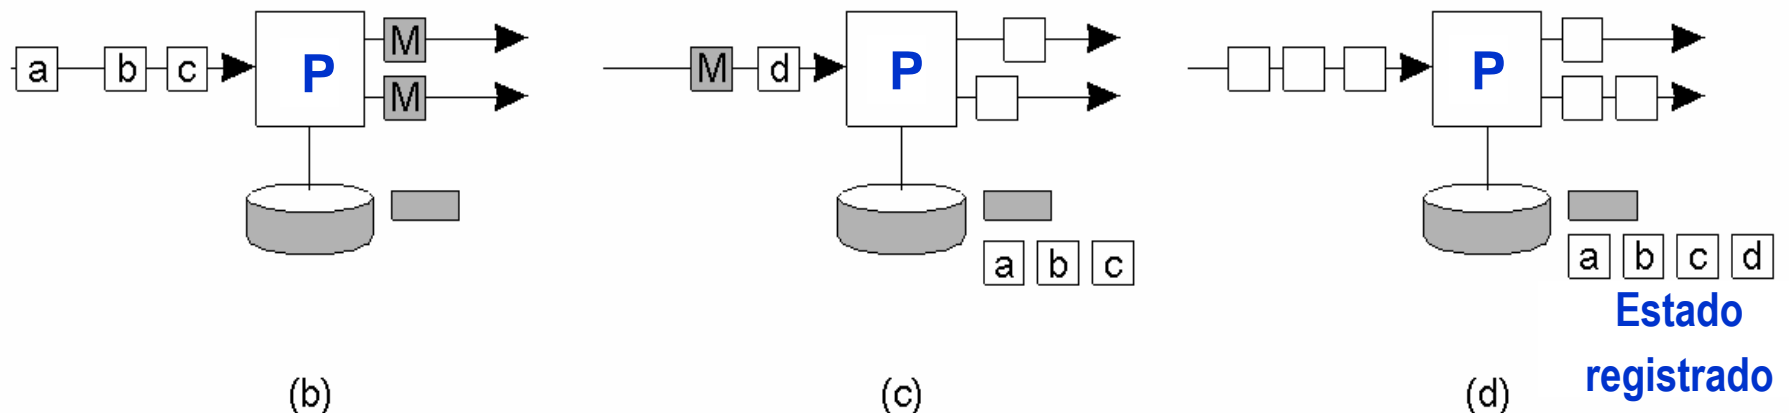 M
a b c P
M
M d P
P
a b c
a b c d
Estado
registrado
(b) (c) (d)